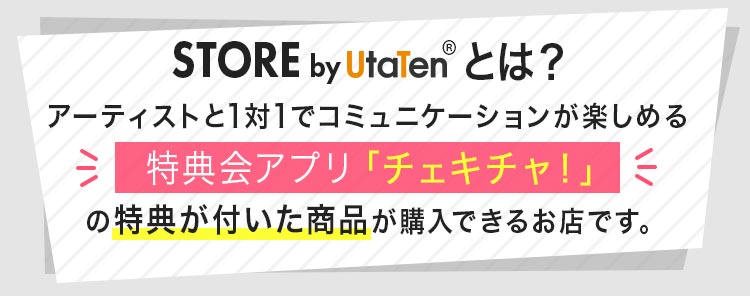 STORE by UtaTen® とは？
アーティストと1対1でコミュニケーションが楽しめる
特典会アプリ「チェキチャ！」
の特典が付いた商品が購入できるお店です。